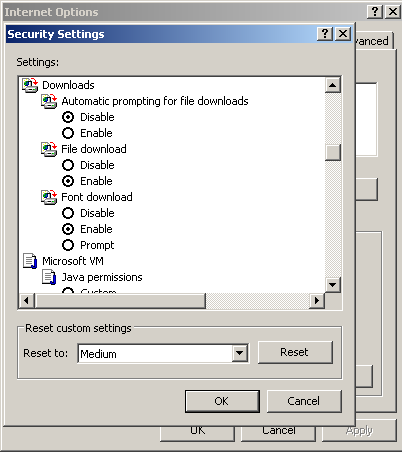 Internet Options
Security Settings
vanced
Settings:
Downloads
Automatic prompting for file downloads
Disable
Enable
File download
Disable
Enable
Font download
Disable
Enable
Prompt
Microsoft VM
Java permissions
Custom
Reset custom settings
Reset to: Medium Reset
OK Cancel
OK Cancel Apply